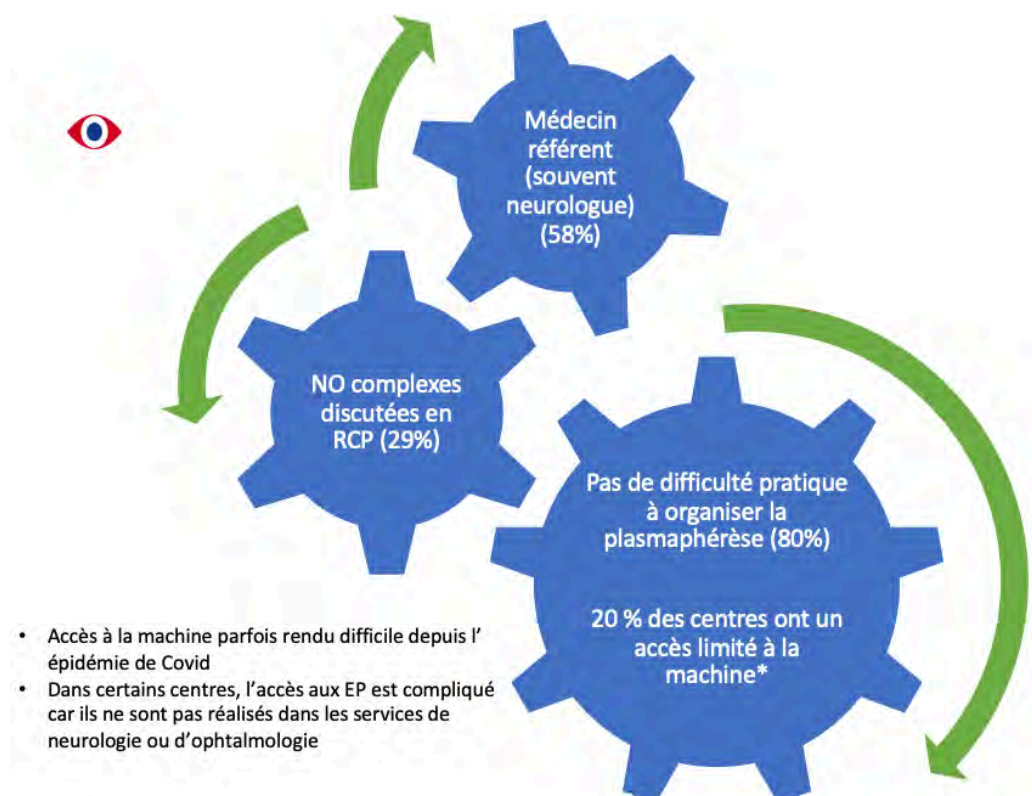 Médecin
référent
(souvent
neurologue)
(58%)
NO complexes
discutées en
RCP (29%)
Pas de difficulté pratique
à organiser la
plasmaphérèse (80%)
20 % des centres ont un
accès limité à la
machine*
• Accès à la machine parfois rendu difficile depuis l’
épidémie de Covid
• Dans certains centres, l’accès aux EP est compliqué
car ils ne sont pas réalisés dans les services de
neurologie ou d’ophtalmologie